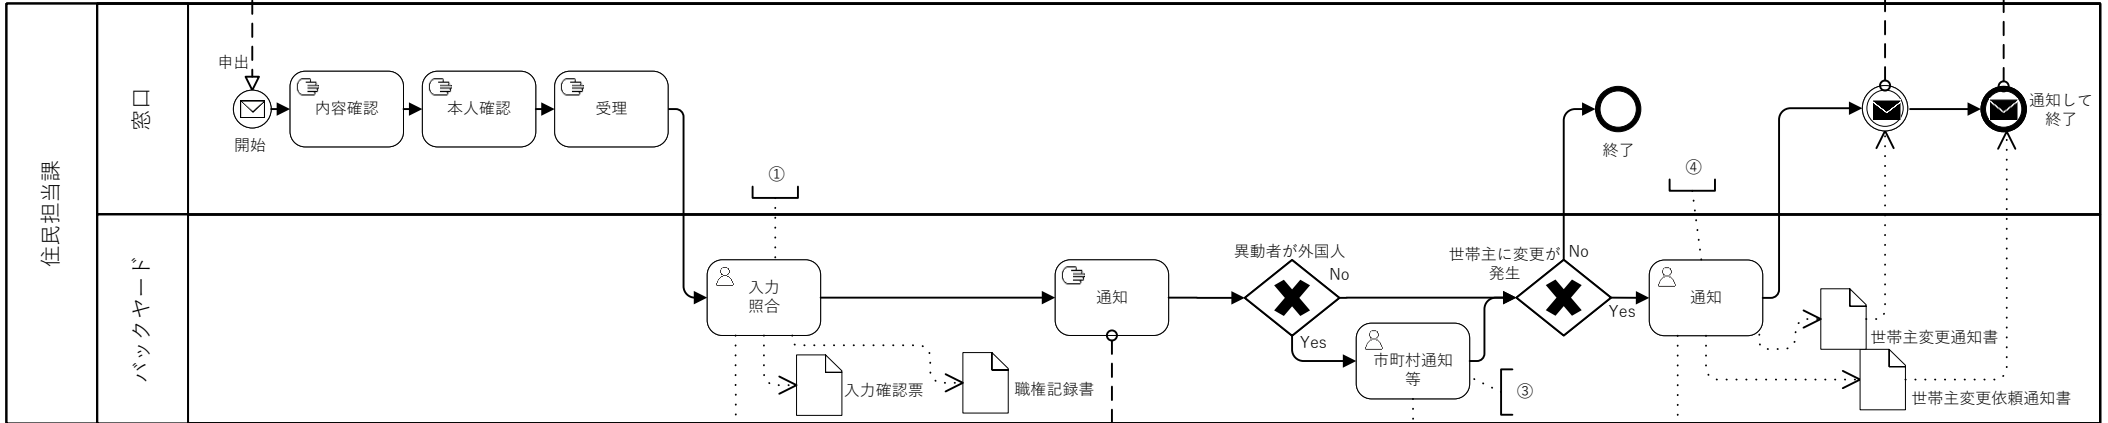 住民担当課
窓口
申出
開始
内容確認
本人確認
受理
①
終了
④
通知して
終了
バックヤード
入力
照合
入力確認票
職権記録書
通知
異動者が外国人
No
Yes
市町村通知
等
③
世帯主に変更が
発生
No
Yes
通知
世帯主変更通知書
世帯主変更依頼通知書